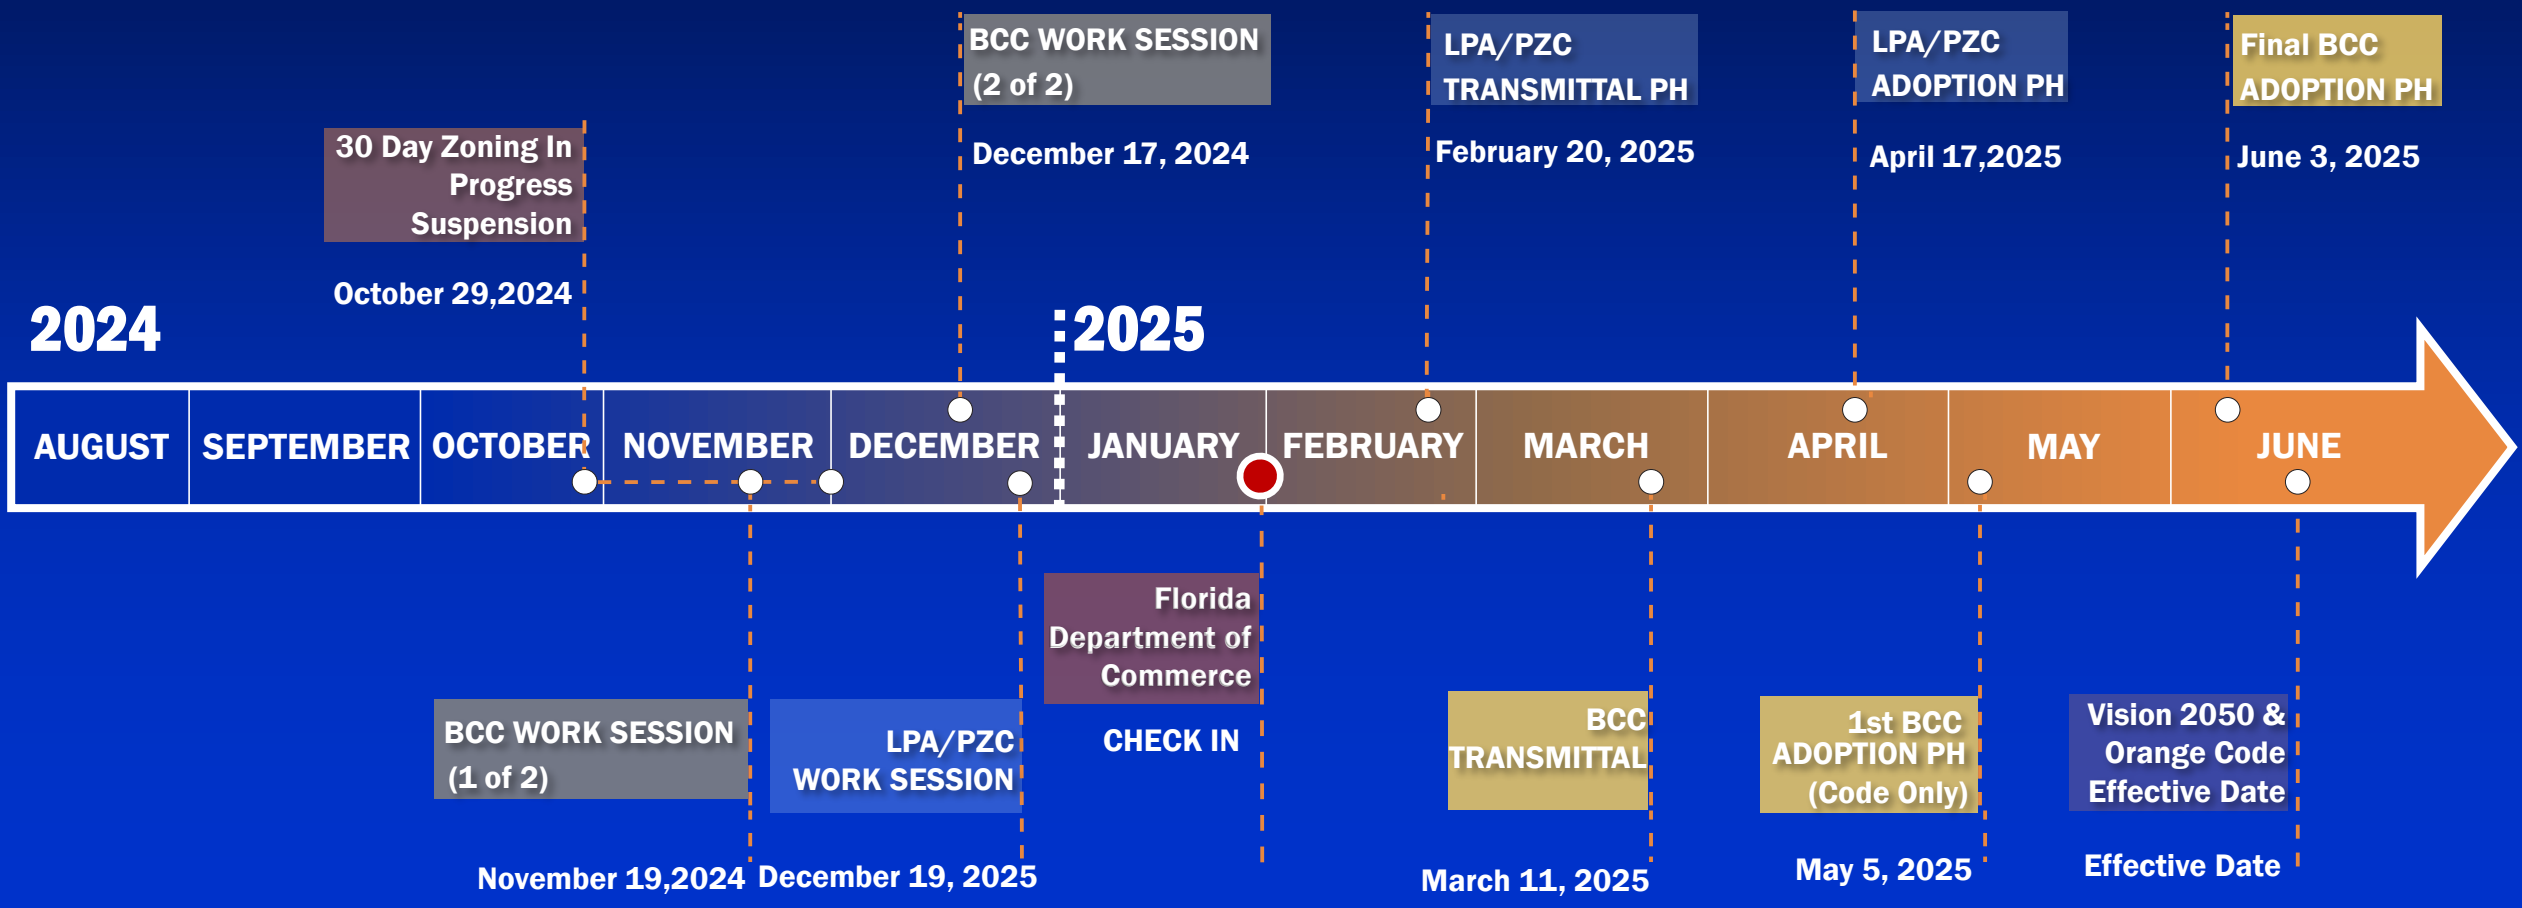 BCC WORK SESSION
(2 of 2)
December 17, 2024
LPA/PZC
TRANSMITTAL PH
February 20, 2025
LPA/PZC
ADOPTION PH
April 17,2025
Final BCC
ADOPTION PH
June 3, 2025
30 Day Zoning In
Progress
Suspension
October 29,2024
2024
2025
AUGUST
SEPTEMBER
OCTOBER
NOVEMBER
DECEMBER
JANUARY
FEBRUARY
MARCH
APRIL
MAY
JUNE
BCC WORK SESSION
(1 of 2)
November 19,2024
LPA/PZC
WORK SESSION
December 19, 2025
Florida
Department of
Commerce
CHECK IN
BCC
TRANSMITTAL
March 11, 2025
1st BCC
ADOPTION PH
(Code Only)
May 5, 2025
Vision 2050 &
Orange Code
Effective Date
Effective Date